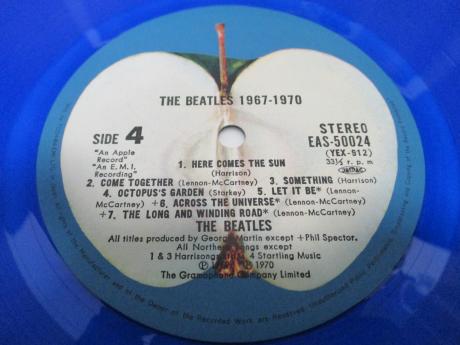 THE BEATLES 1967-1970
SIDE 4
"An Apple
Record"
"An E.M.I.
Recording"
STEREO
EAS-50024
(YEX-912)
33⅓ r.p.m
JASRAC
1. HERE COMES THE SUN
(Harrison)
2. COME TOGETHER (Lennon-McCartney) 3. SOMETHING (Harrison)
4. OCTOPUS'S GARDEN (Starkey) 5. LET IT BE* (Lennon-
McCartney) +6. ACROSS THE UNIVERSE* (Lennon-McCartney)
+7. THE LONG AND WINDING ROAD* (Lennon-McCartney)
THE BEATLES
All titles produced by George Martin except +Phil Spector.
All Northern Songs except
1 & 3 Harrisongs 4 Startling Music
1970
The Gramophone Company Limited